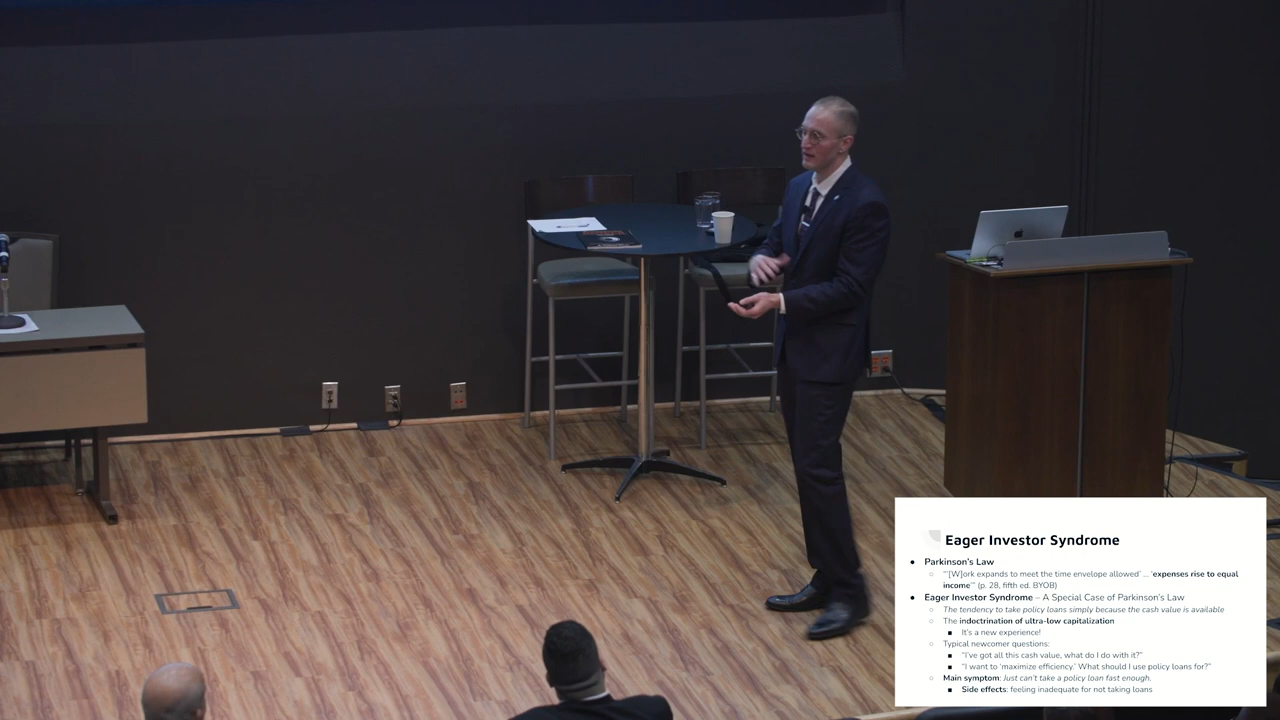 Eager Investor Syndrome
● Parkinson's Law
○ "'[W]ork expands to meet the time envelope allowed' ... 'expenses rise to equal
income'" (p. 28, fifth ed. BYOB)
● Eager Investor Syndrome – A Special Case of Parkinson's Law
○ The tendency to take policy loans simply because the cash value is available
○ The indoctrination of ultra-low capitalization
■ It's a new experience!
○ Typical newcomer questions:
■ "I've got all this cash value, what do I do with it?"
■ "I want to 'maximize efficiency.' What should I use policy loans for?"
○ Main symptom: Just can't take a policy loan fast enough.
■ Side effects: feeling inadequate for not taking loans